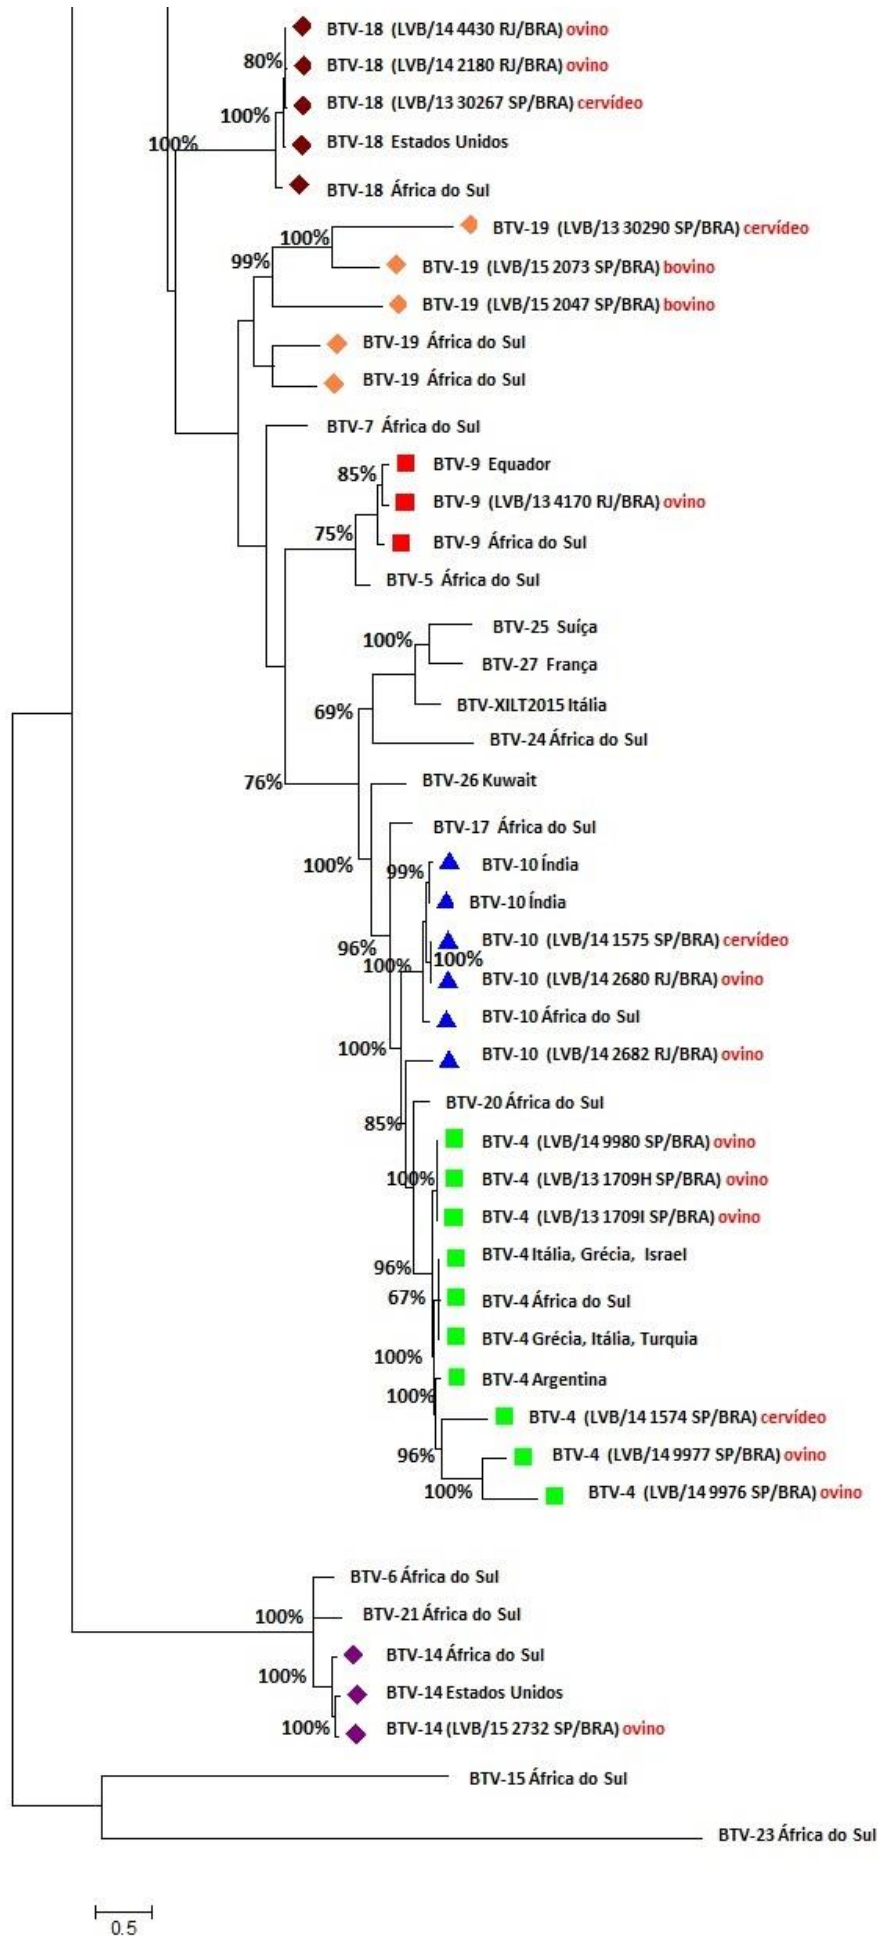 BTV-18 (LVB/14 4430 RJ/BRA) ovino
80%
BTV-18 (LVB/14 2180 RJ/BRA) ovino
BTV-18 (LVB/13 30267 SP/BRA) cervídeo
100%
100%
BTV-18 Estados Unidos
BTV-18 África do Sul
BTV-19 (LVB/13 30290 SP/BRA) cervídeo
100%
99%
BTV-19 (LVB/15 2073 SP/BRA) bovino
BTV-19 (LVB/15 2047 SP/BRA) bovino
BTV-19 África do Sul
BTV-19 África do Sul
BTV-7 África do Sul
BTV-9 Equador
85%
BTV-9 (LVB/13 4170 RJ/BRA) ovino
75%
BTV-9 África do Sul
BTV-5 África do Sul
BTV-25 Suíça
100%
BTV-27 França
BTV-XILT2015 Itália
69%
BTV-24 África do Sul
76%
BTV-26 Kuwait
BTV-17 África do Sul
100%
BTV-10 Índia
99%
BTV-10 Índia
BTV-10 (LVB/14 1575 SP/BRA) cervídeo
96%
100%
100%
BTV-10 (LVB/14 2680 RJ/BRA) ovino
BTV-10 África do Sul
100%
BTV-10 (LVB/14 2682 RJ/BRA) ovino
BTV-20 África do Sul
85%
BTV-4 (LVB/14 9980 SP/BRA) ovino
100%
BTV-4 (LVB/13 1709H SP/BRA) ovino
BTV-4 (LVB/13 1709I SP/BRA) ovino
BTV-4 Itália, Grécia, Israel
96%
67%
BTV-4 África do Sul
BTV-4 Grécia, Itália, Turquia
100%
BTV-4 Argentina
100%
BTV-4 (LVB/14 1574 SP/BRA) cervídeo
96%
BTV-4 (LVB/14 9977 SP/BRA) ovino
100%
BTV-4 (LVB/14 9976 SP/BRA) ovino
BTV-6 África do Sul
100%
BTV-21 África do Sul
BTV-14 África do Sul
100%
BTV-14 Estados Unidos
100%
BTV-14 (LVB/15 2732 SP/BRA) ovino
BTV-15 África do Sul
BTV-23 África do Sul
0.5